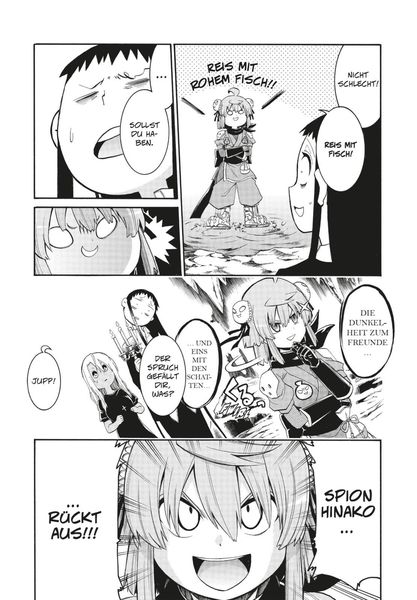 NICHT
SCHLECHT!
REIS MIT
FISCH!
REIS MIT
ROHEM FISCH!!
...
SOLLST
DU HA-
BEN.
DIE
DUNKEL-
HEIT ZUM
FREUNDE
...
... UND
EINS MIT
DEN
SCHAT-
TEN...
DER
SPRUCH
GEFÄLLT
DIR,
WAS?
JUPP!
SPION
HINAKO
...
...
RÜCKT
AUS!!!